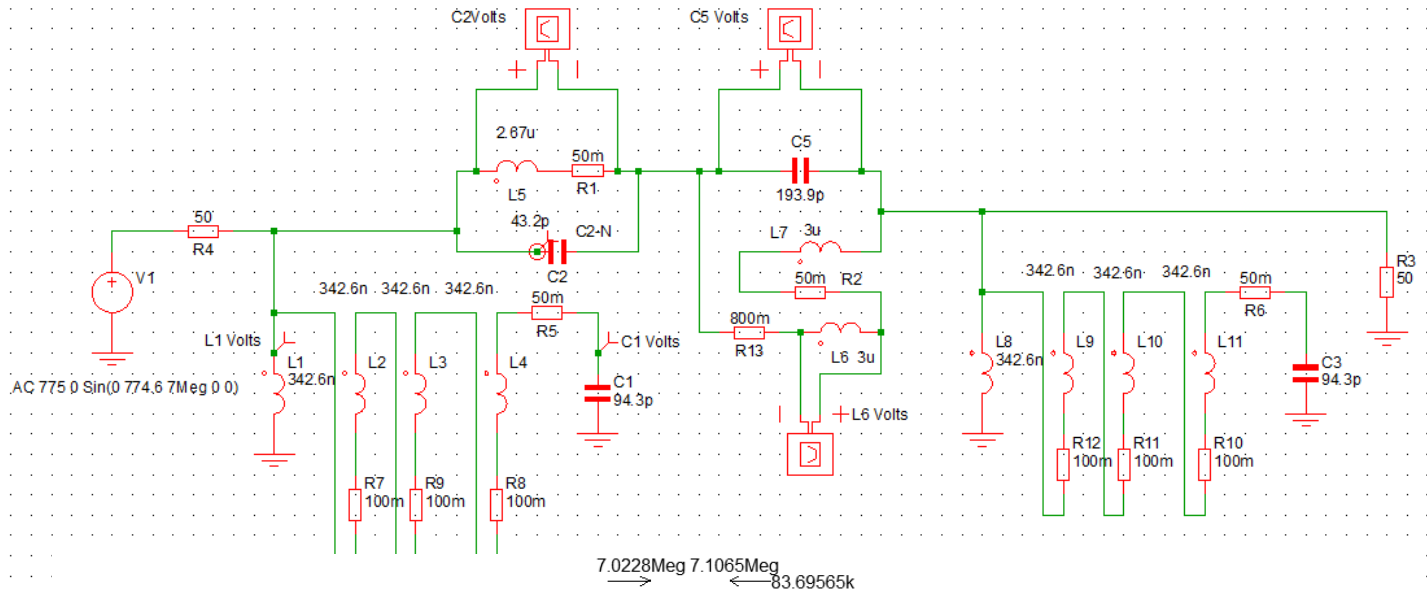 C2Volts
C5 Volts
2.67u
50m
L5
R1
C5
193.9p
43.2p
C2-N
C2
50
R4
V1
L7
3u
50m
R2
800m
R13
L6
3u
L6 Volts
342.6n
342.6n
342.6n
50m
R5
L1 Volts
C1 Volts
L1
342.6n
L2
L3
L4
C1
94.3p
AC 775 0 Sin(0 774.6 7Meg 0 0)
R7
100m
R9
100m
R8
100m
342.6n
342.6n
342.6n
50m
R6
R3
50
L8
342.6n
L9
L10
L11
C3
94.3p
R12
100m
R11
100m
R10
100m
7.0228Meg 7.1065Meg
83.69565k